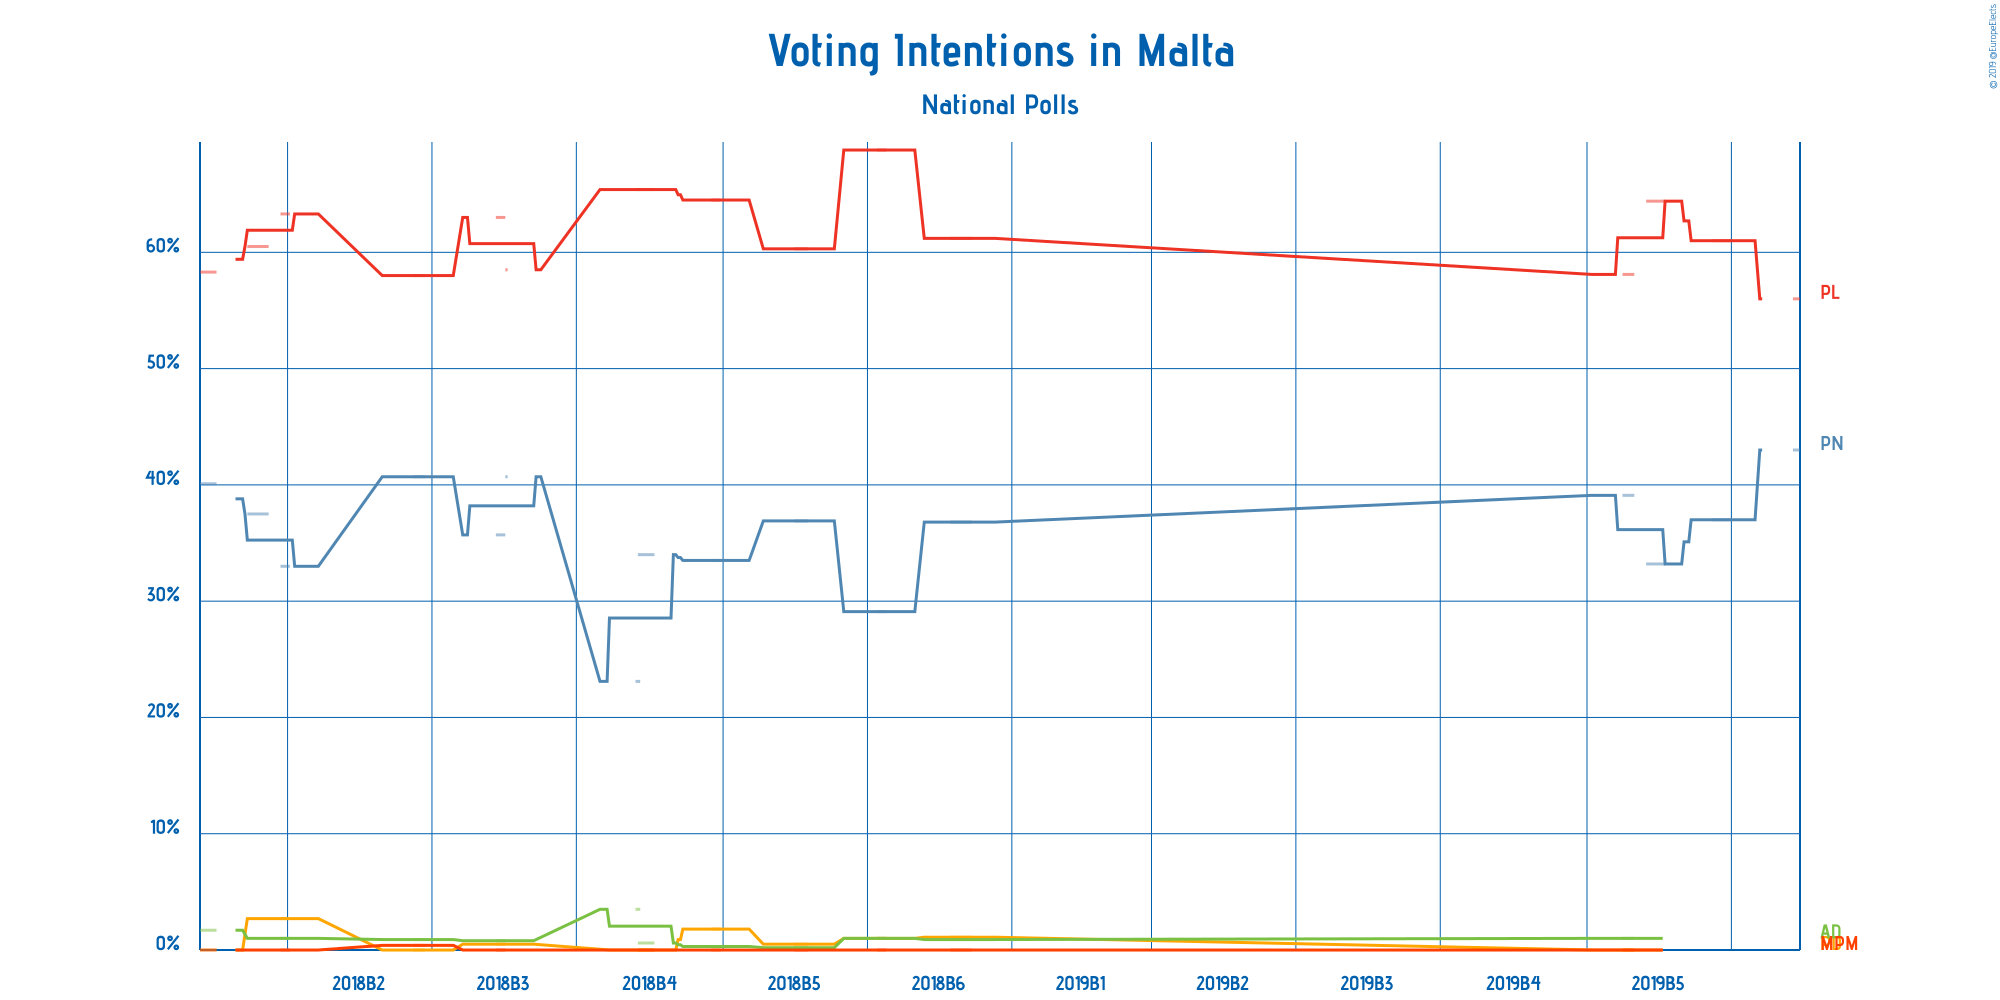 © 2019 @EuropeElects
Voting Intentions in Malta
National Polls
60%
50%
40%
30%
20%
10%
0%
PL
PN
AD
MPM
2018B2 2018B3 2018B4 2018B5 2018B6 2019B1 2019B2 2019B3 2019B4 2019B5